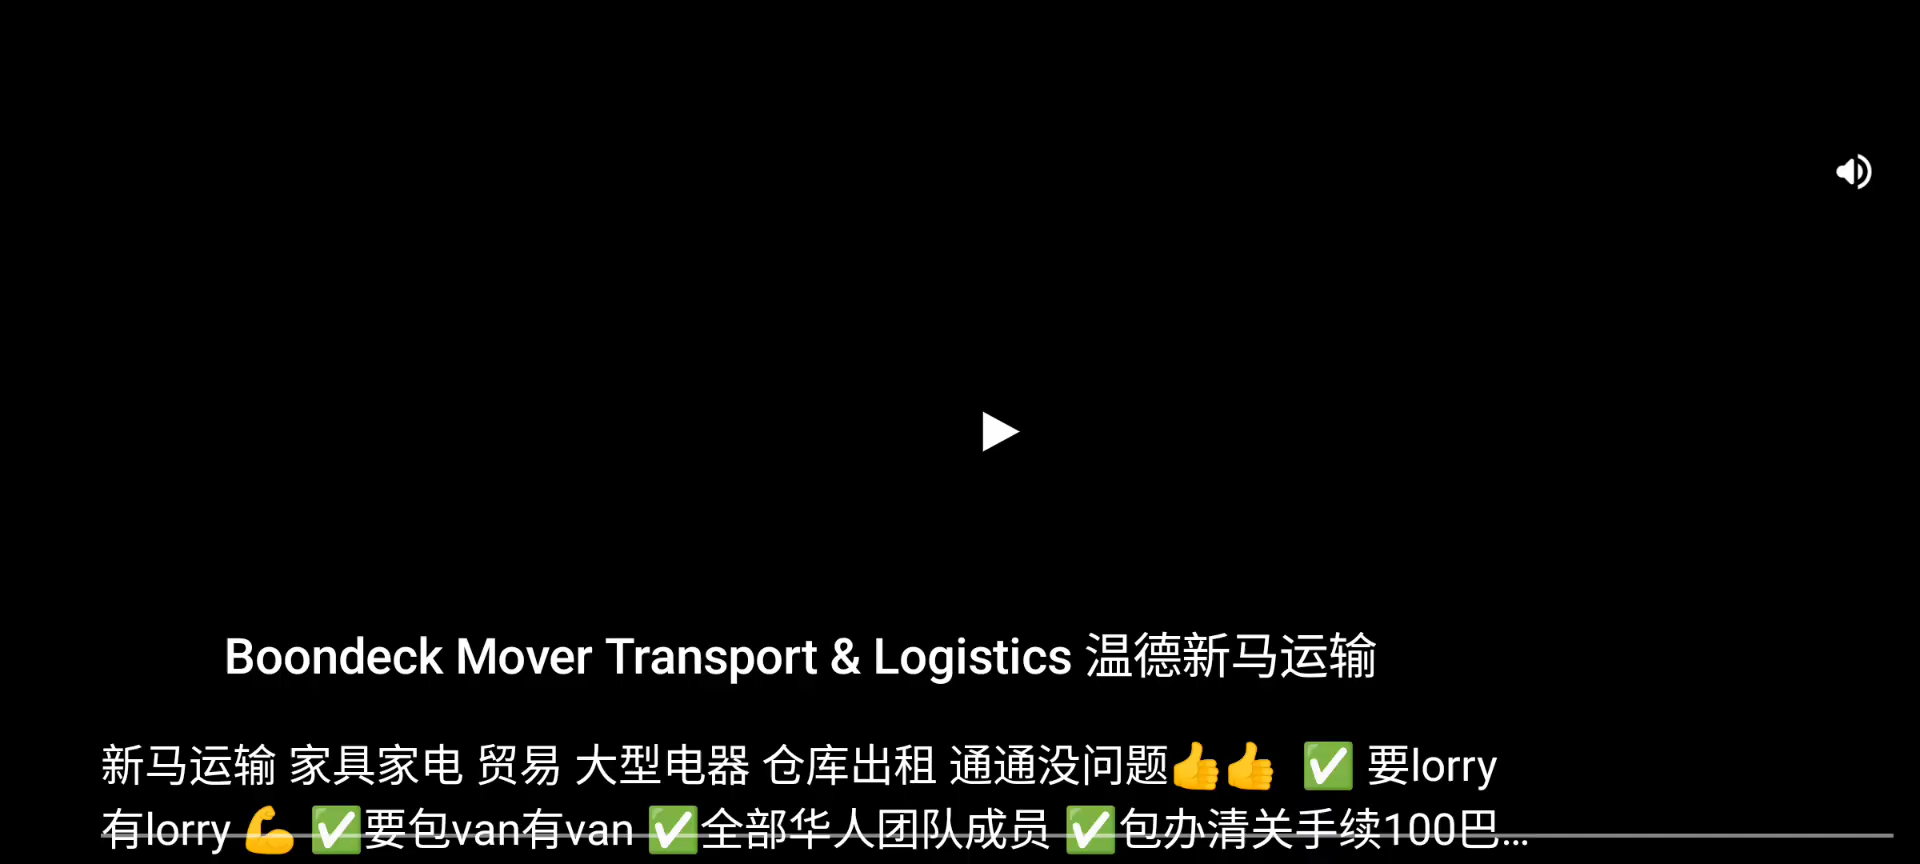 Boondeck Mover Transport & Logistics 温德新马运输
新马运输 家具家电 贸易 大型电器 仓库出租 通通没问题👍👍 ✅ 要lorry
有lorry 💪 ✅要包van有van ✅全部华人团队成员 ✅包办清关手续100巴...